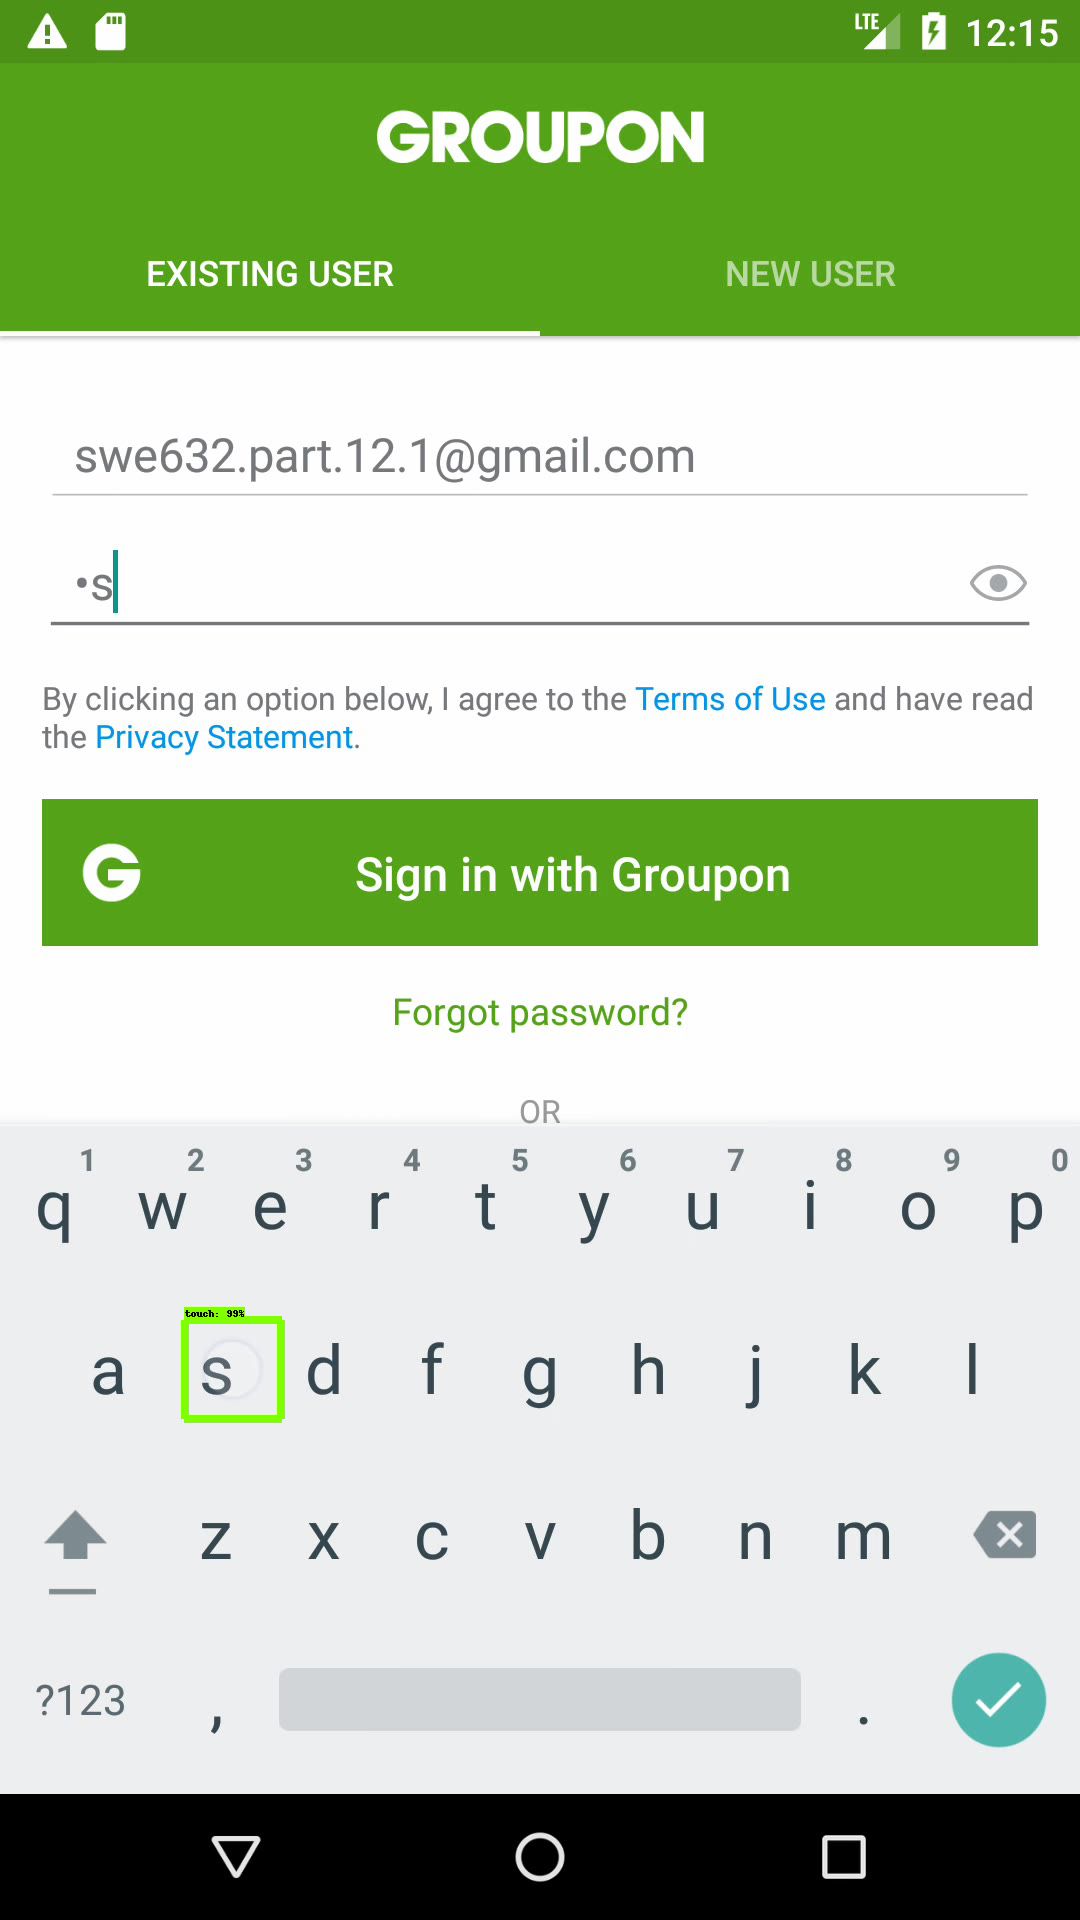 LTE 12:15
GROUPON
EXISTING USER NEW USER
swe632.part.12.1@gmail.com
•s
By clicking an option below, I agree to the Terms of Use and have read
the Privacy Statement.
G Sign in with Groupon
Forgot password?
OR
1 2 3 4 5 6 7 8 9 0
q w e r t y u i o p
touch: 99%
a s d f g h j k l
z x c v b n m
?123 , .